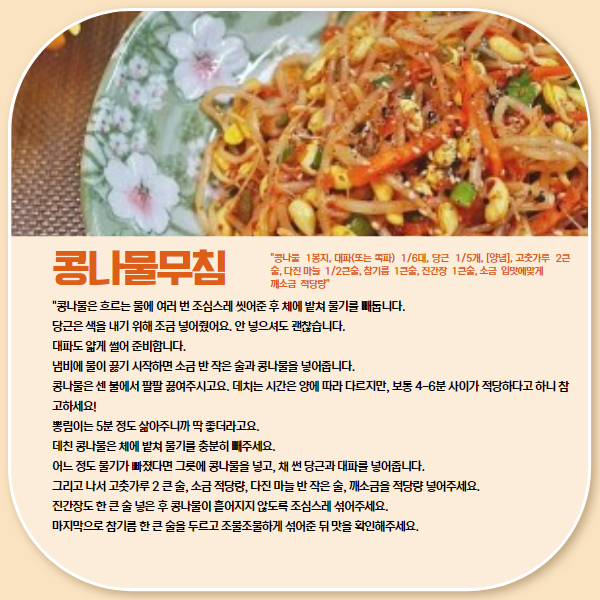 콩나물무침
"콩나물 1봉지, 대파(또는 쪽파) 1/6대, 당근 1/5개, [양념], 고춧가루 2큰
술, 다진 마늘 1/2큰술, 참기름 1큰술, 진간장 1큰술, 소금 입맛에맞게
깨소금 적당량"
"콩나물은 흐르는 물에 여러 번 조심스레 씻어준 후 체에 밭쳐 물기를 빼둡니다.
당근은 색을 내기 위해 조금 넣어줬어요. 안 넣으셔도 괜찮습니다.
대파도 얇게 썰어 준비합니다.
냄비에 물이 끓기 시작하면 소금 반 작은 술과 콩나물을 넣어줍니다.
콩나물은 센 불에서 팔팔 끓여주시고요. 데치는 시간은 양에 따라 다르지만, 보통 4-6분 사이가 적당하다고 하니 참
고하세요!
뽕림이는 5분 정도 삶아주니까 딱 좋더라고요.
데친 콩나물은 체에 밭쳐 물기를 충분히 빼주세요.
어느 정도 물기가 빠졌다면 그릇에 콩나물을 넣고, 채 썬 당근과 대파를 넣어줍니다.
그리고 나서 고춧가루 2 큰 술, 소금 적당량, 다진 마늘 반 작은 술, 깨소금을 적당량 넣어주세요.
진간장도 한 큰 술 넣은 후 콩나물이 흩어지지 않도록 조심스레 섞어주세요.
마지막으로 참기름 한 큰 술을 두르고 조물조물하게 섞어준 뒤 맛을 확인해주세요.